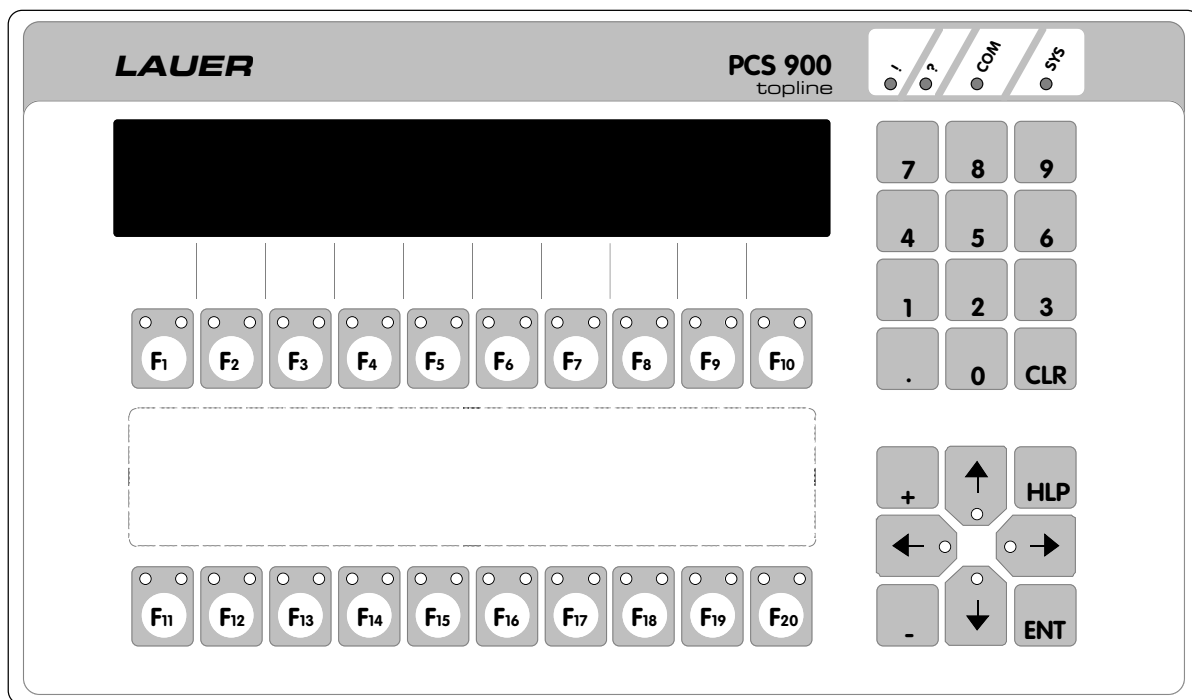 LAUER
PCS 900
topline
! ? COM SYS
7 8 9
4 5 6
1 2 3
. 0 CLR
F1 F2 F3 F4 F5 F6 F7 F8 F9 F10
+ HLP
- ENT
F11 F12 F13 F14 F15 F16 F17 F18 F19 F20